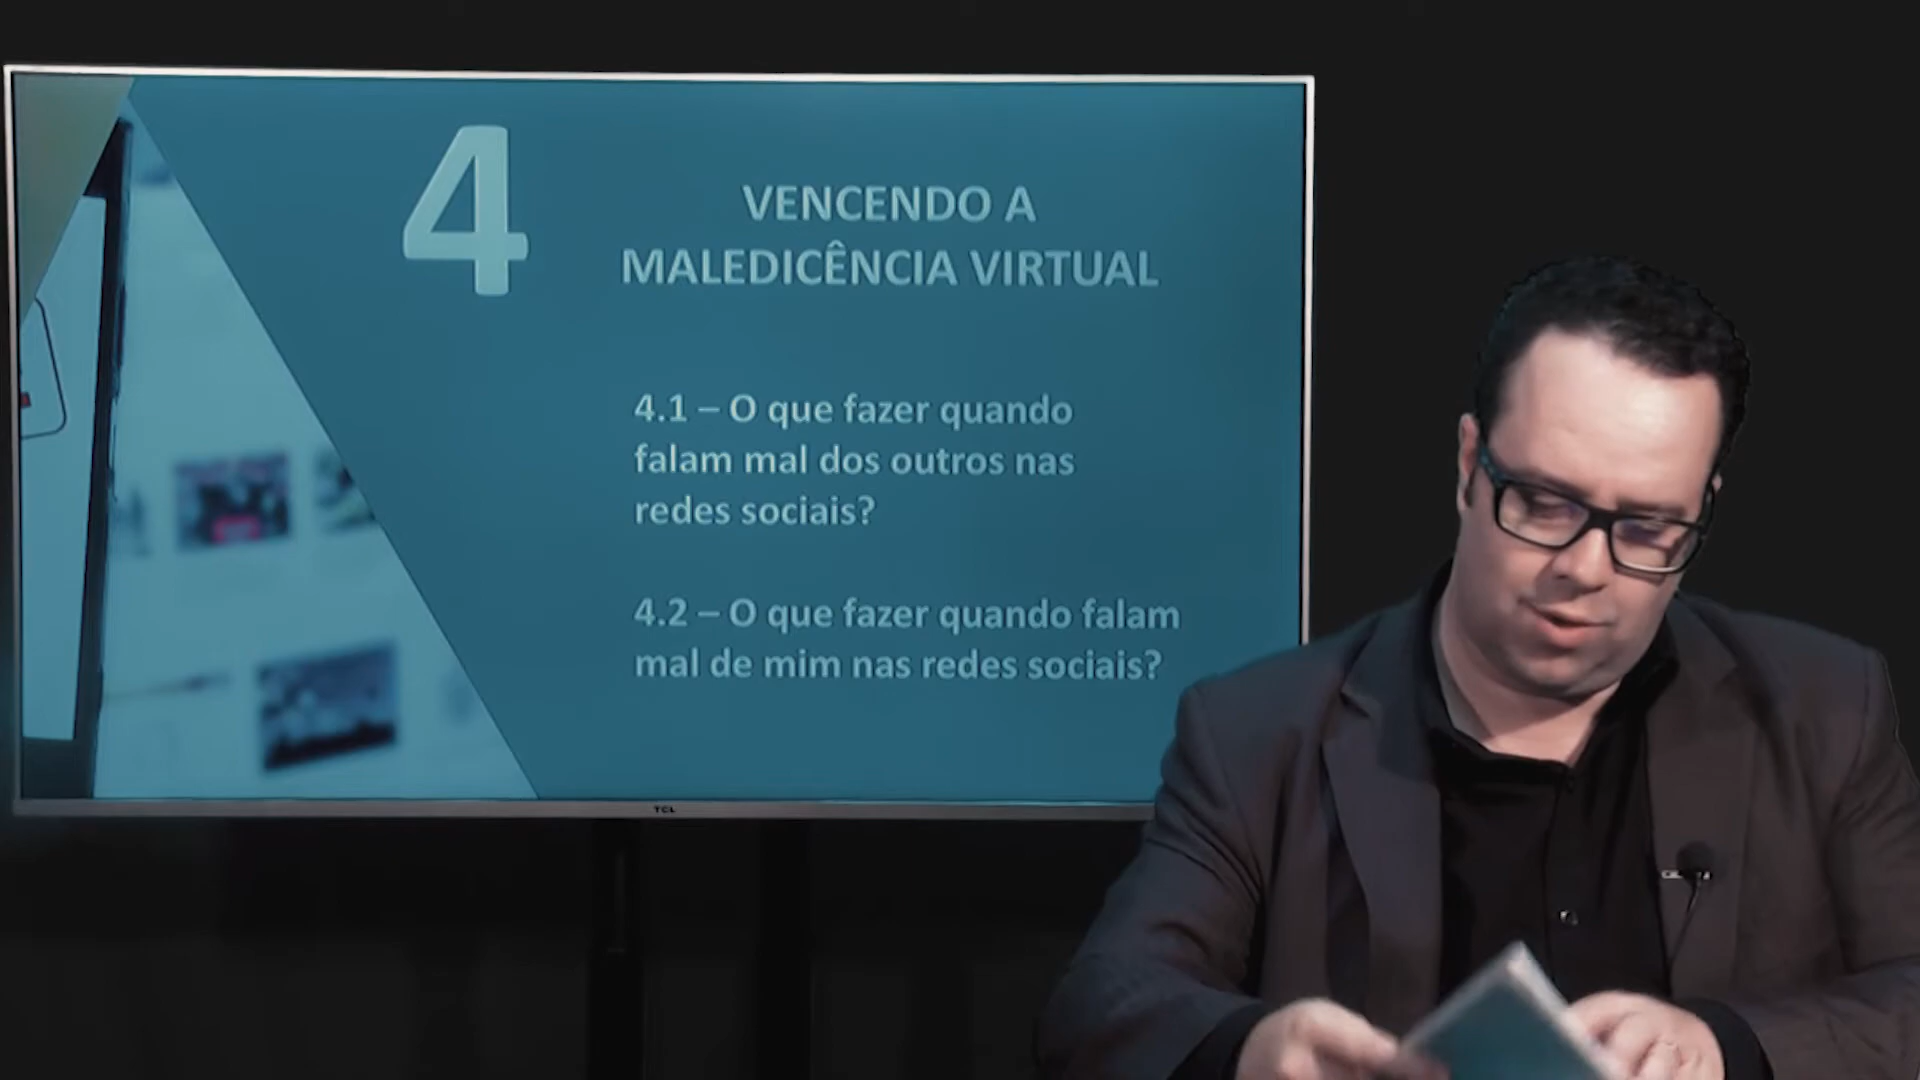 4
VENCENDO A
MALEDICÊNCIA VIRTUAL
4.1 – O que fazer quando
falam mal dos outros nas
redes sociais?
4.2 – O que fazer quando falam
mal de mim nas redes sociais?
TCL